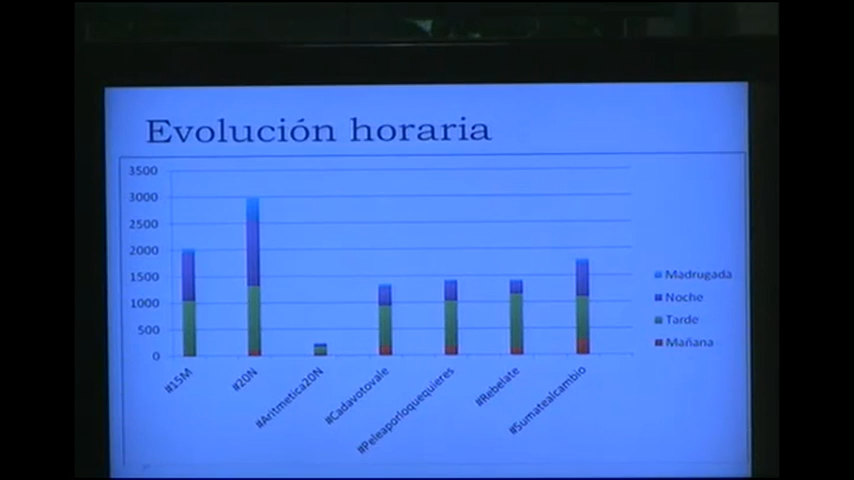 Evolución horaria
3500
3000
2500
2000
1500
1000
500
0
#15M
#20N
#Aritmetica20N
#Cadavotovale
#Peleaporloquequieres
#Rebelate
#Sumatealcambio
Madrugada
Noche
Tarde
Mañana